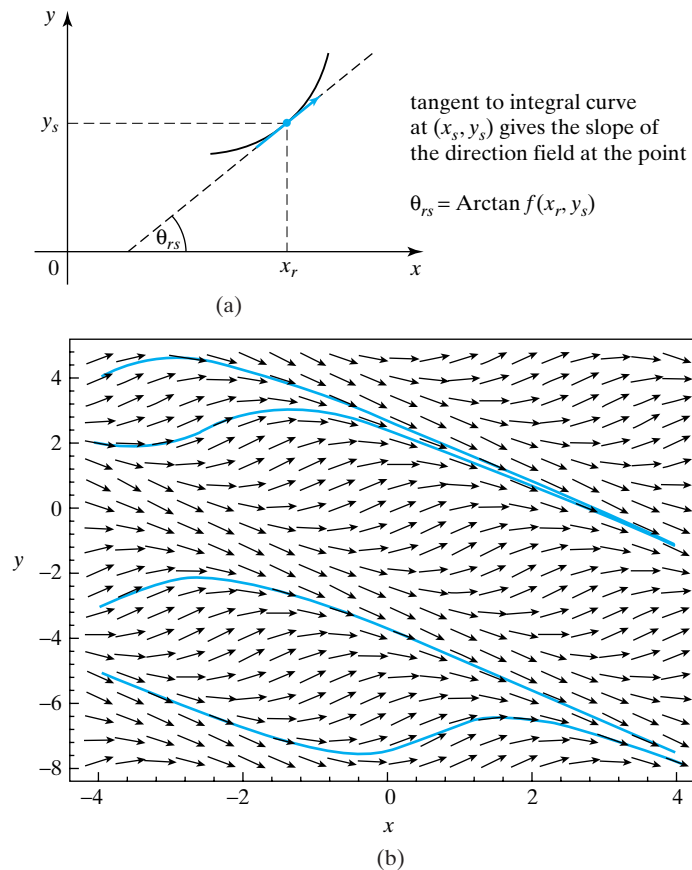 y
y_s
θ_rs
0
x_r
x
tangent to integral curve
at (x_s, y_s) gives the slope of
the direction field at the point
θ_rs = Arctan f(x_r, y_s)
(a)
4
2
0
y
−2
−4
−6
−8
−4
−2
0
2
4
x
(b)